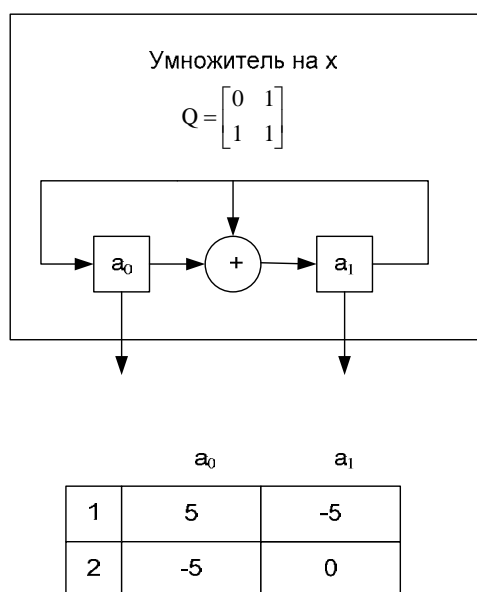 Умножитель на x
Q = [0 1
1 1]
a₀ + a₁
a₀ a₁
1 5 -5
2 -5 0